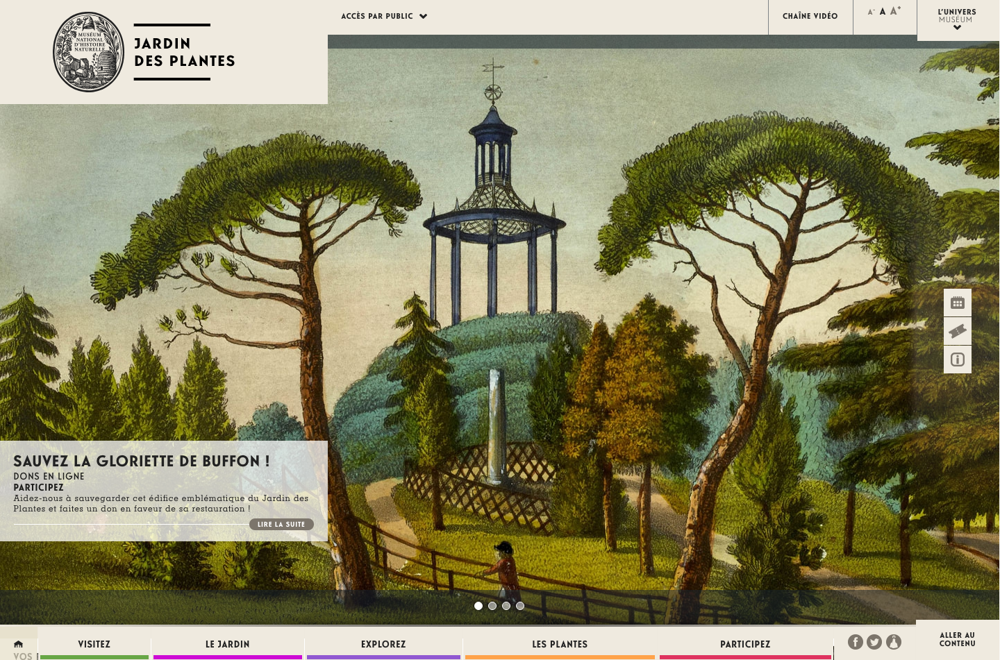 ACCÈS PAR PUBLIC
CHAÎNE VIDÉO
A- A A+
L'UNIVERS
MUSÉUM
MUSÉUM
NATIONAL
D'HISTOIRE
NATURELLE
JARDIN
DES PLANTES
SAUVEZ LA GLORIETTE DE BUFFON !
DONS EN LIGNE
PARTICIPEZ
Aidez-nous à sauvegarder cet édifice emblématique du Jardin des
Plantes et faites un don en faveur de sa restauration !
LIRE LA SUITE
VISITEZ
LE JARDIN
EXPLOREZ
LES PLANTES
PARTICIPEZ
ALLER AU
CONTENU
VOS